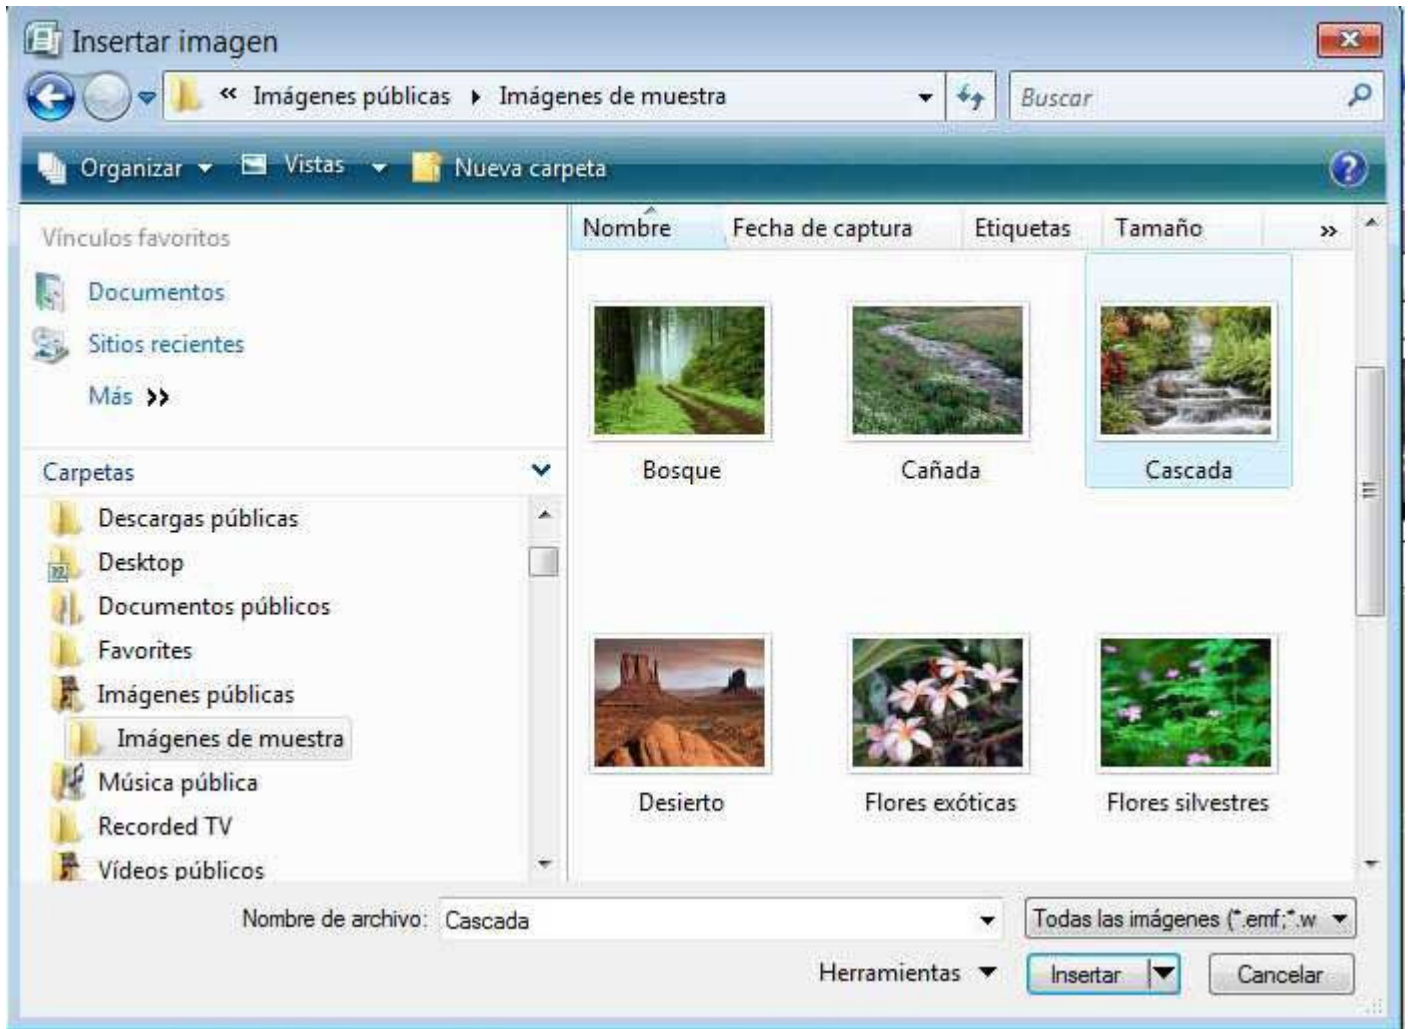 Insertar imagen
« Imágenes públicas Imágenes de muestra
Buscar
Organizar Vistas Nueva carpeta
?
Vínculos favoritos
Documentos
Sitios recientes
Más »
Carpetas
Descargas públicas
Desktop
Documentos públicos
Favorites
Imágenes públicas
Imágenes de muestra
Música pública
Recorded TV
Vídeos públicos
Nombre Fecha de captura Etiquetas Tamaño »
Bosque Cañada Cascada
Desierto Flores exóticas Flores silvestres
Nombre de archivo: Cascada
Todas las imágenes (*.emf;*.w
Herramientas Insertar Cancelar